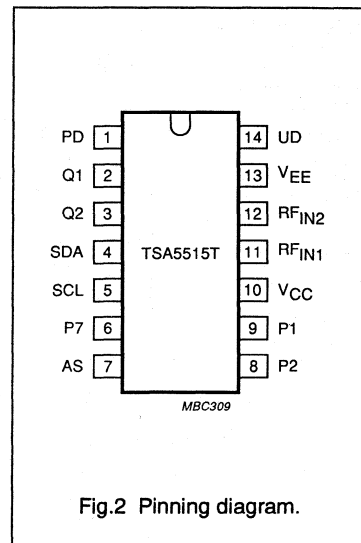 PD 1 14 UD
Q1 2 13 VEE
Q2 3 12 RFIN2
SDA 4 TSA5515T 11 RFIN1
SCL 5 10 VCC
P7 6 9 P1
AS 7 8 P2
MBC309
Fig.2 Pinning diagram.